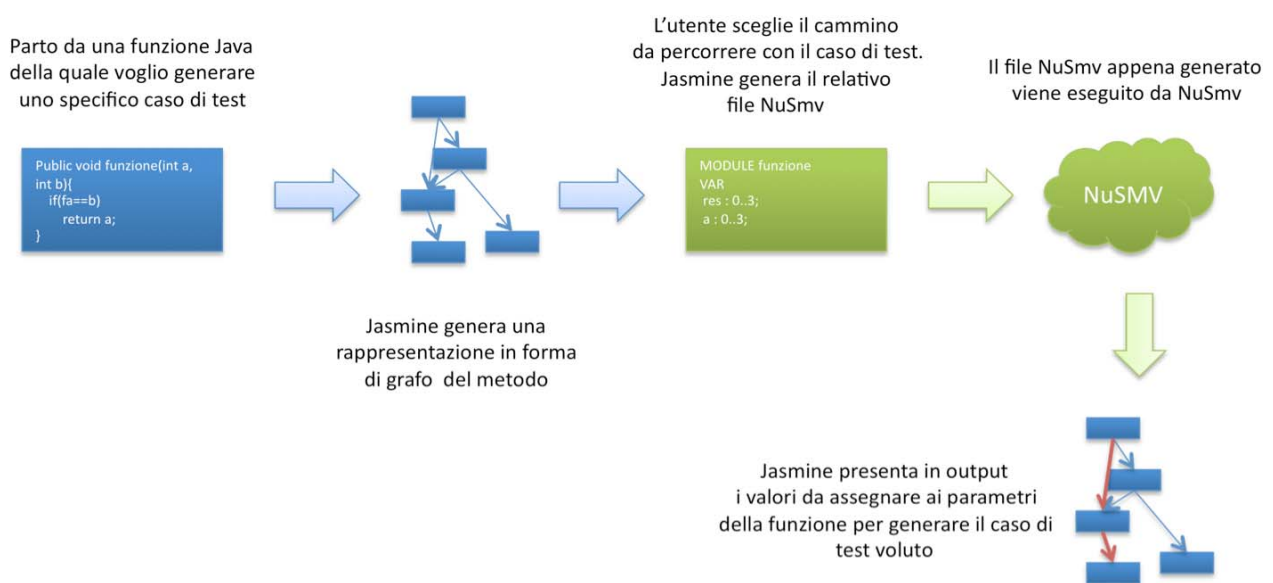 Parto da una funzione Java
della quale voglio generare
uno specifico caso di test
Public void funzione(int a,
int b){
if(fa==b)
return a;
}
Jasmine genera una
rappresentazione in forma
di grafo del metodo
L'utente sceglie il cammino
da percorrere con il caso di test.
Jasmine genera il relativo
file NuSmv
MODULE funzione
VAR
res : 0..3;
a : 0..3;
Il file NuSmv appena generato
viene eseguito da NuSmv
NuSMV
Jasmine presenta in output
i valori da assegnare ai parametri
della funzione per generare il caso di
test voluto